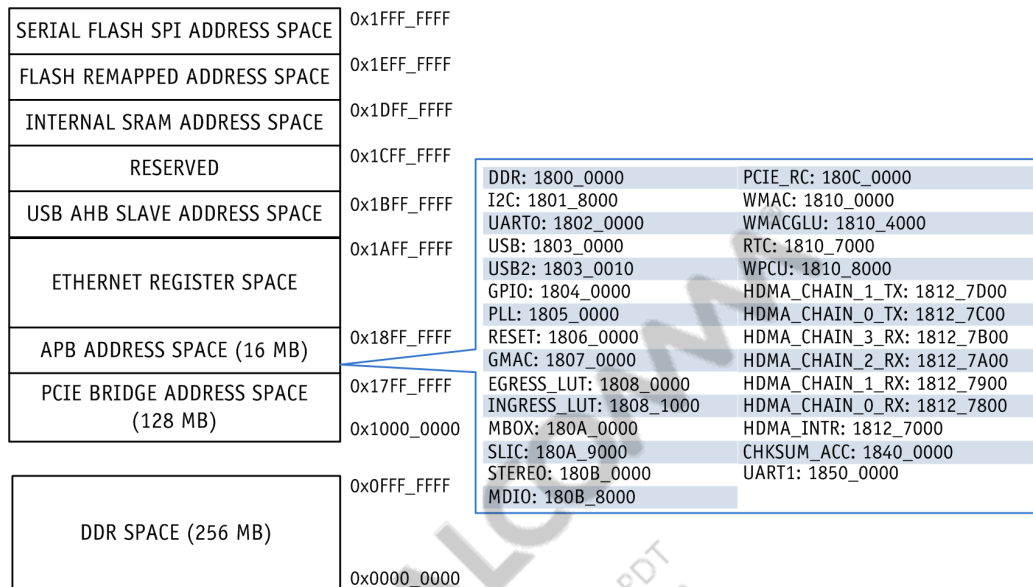 SERIAL FLASH SPI ADDRESS SPACE
0x1FFF_FFFF
FLASH REMAPPED ADDRESS SPACE
0x1EFF_FFFF
INTERNAL SRAM ADDRESS SPACE
0x1DFF_FFFF
RESERVED
0x1CFF_FFFF
USB AHB SLAVE ADDRESS SPACE
0x1BFF_FFFF
ETHERNET REGISTER SPACE
0x1AFF_FFFF
APB ADDRESS SPACE (16 MB)
0x18FF_FFFF
PCIE BRIDGE ADDRESS SPACE
(128 MB)
0x17FF_FFFF
0x1000_0000
DDR SPACE (256 MB)
0x0FFF_FFFF
0x0000_0000
DDR: 1800_0000
I2C: 1801_8000
UART0: 1802_0000
USB: 1803_0000
USB2: 1803_0010
GPIO: 1804_0000
PLL: 1805_0000
RESET: 1806_0000
GMAC: 1807_0000
EGRESS_LUT: 1808_0000
INGRESS_LUT: 1808_1000
MBOX: 180A_0000
SLIC: 180A_9000
STEREO: 180B_0000
MDIO: 180B_8000
PCIE_RC: 180C_0000
WMAC: 1810_0000
WMACGLU: 1810_4000
RTC: 1810_7000
WPCU: 1810_8000
HDMA_CHAIN_1_TX: 1812_7D00
HDMA_CHAIN_0_TX: 1812_7C00
HDMA_CHAIN_3_RX: 1812_7B00
HDMA_CHAIN_2_RX: 1812_7A00
HDMA_CHAIN_1_RX: 1812_7900
HDMA_CHAIN_0_RX: 1812_7800
HDMA_INTR: 1812_7000
CHKSUM_ACC: 1840_0000
UART1: 1850_0000
PDT